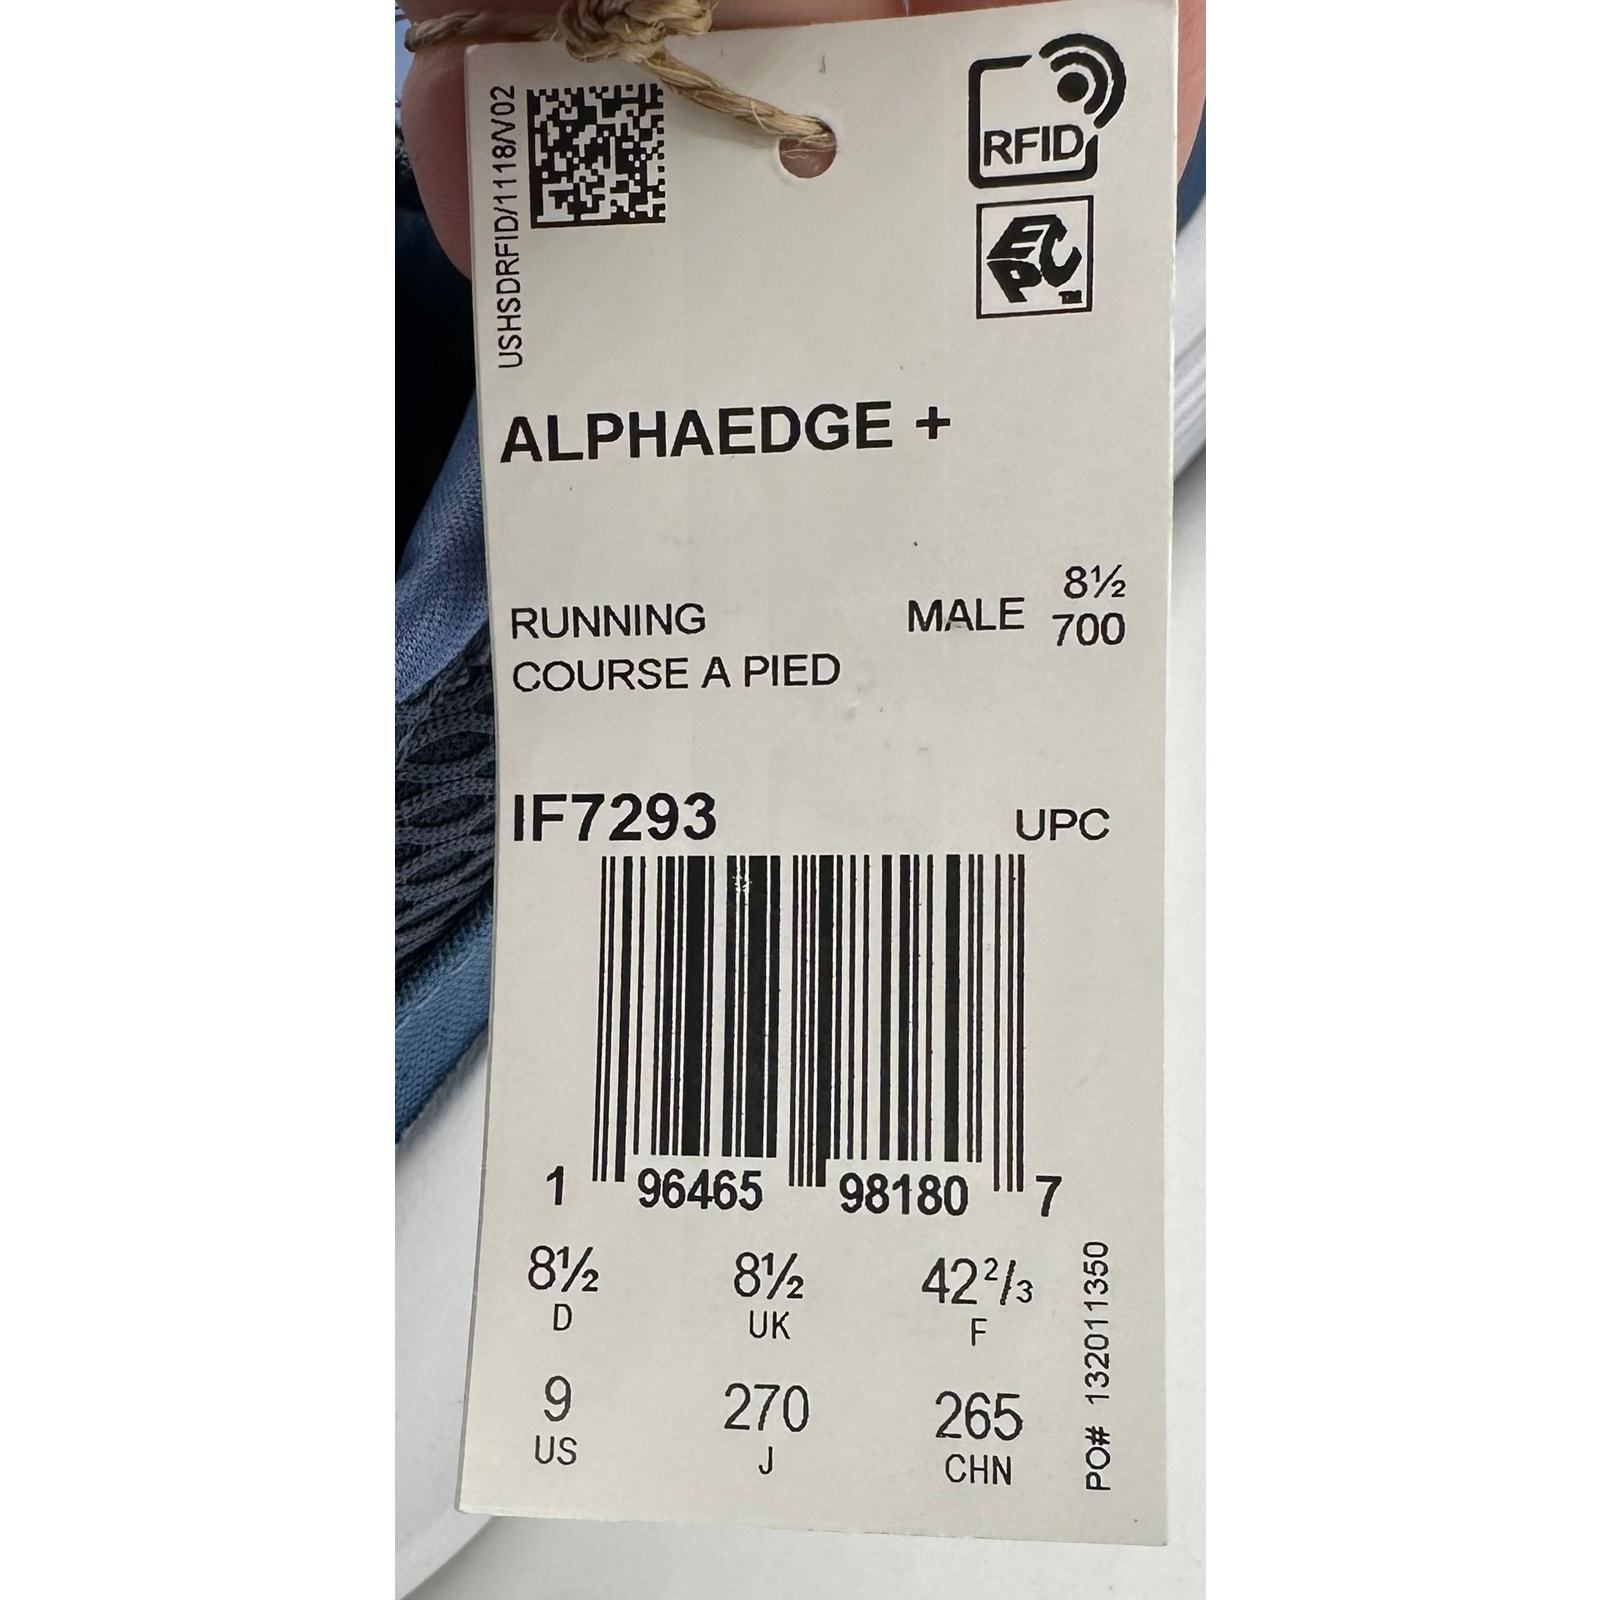 USHSDRFID/1118/V02
RFID
EPC™
ALPHAEDGE +
RUNNING
COURSE A PIED
MALE
8½
700
IF7293
UPC
1 96465 98180 7
8½ 8½ 42²/₃
D UK F
9 270 265
US J CHN
PO# 132011350